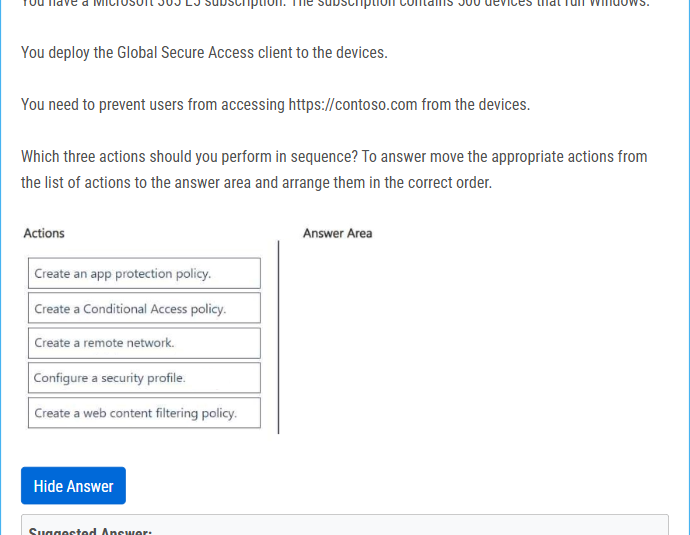 You have a Microsoft 365 E5 subscription. The subscription contains 500 devices that run Windows.
You deploy the Global Secure Access client to the devices.
You need to prevent users from accessing https://contoso.com from the devices.
Which three actions should you perform in sequence? To answer move the appropriate actions from
the list of actions to the answer area and arrange them in the correct order.
Actions
Answer Area
Create an app protection policy.
Create a Conditional Access policy.
Create a remote network.
Configure a security profile.
Create a web content filtering policy.
Hide Answer
Suggested Answer: